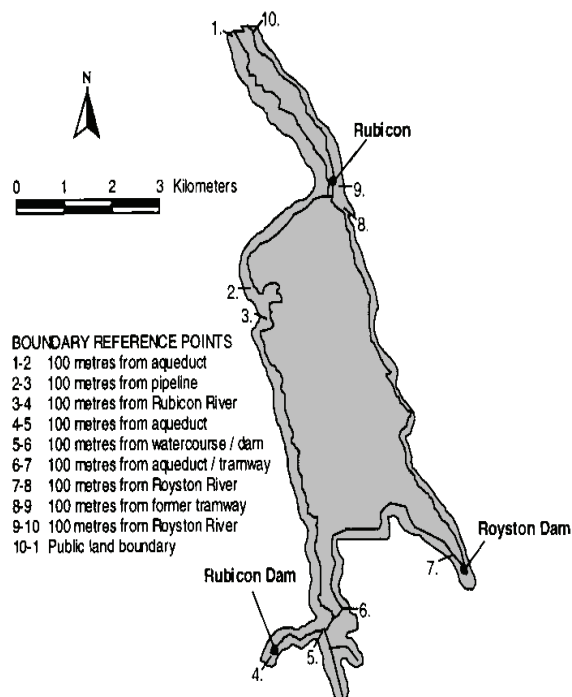 1.
10.
N
Rubicon
0 1 2 3 Kilometers
9.
8.
2.
3.
BOUNDARY REFERENCE POINTS
1-2 100 metres from aqueduct
2-3 100 metres from pipeline
3-4 100 metres from Rubicon River
4-5 100 metres from aqueduct
5-6 100 metres from watercourse / dam
6-7 100 metres from aqueduct / tramway
7-8 100 metres from Royston River
8-9 100 metres from former tramway
9-10 100 metres from Royston River
10-1 Public land boundary
Royston Dam
7.
Rubicon Dam
6.
5.
4.